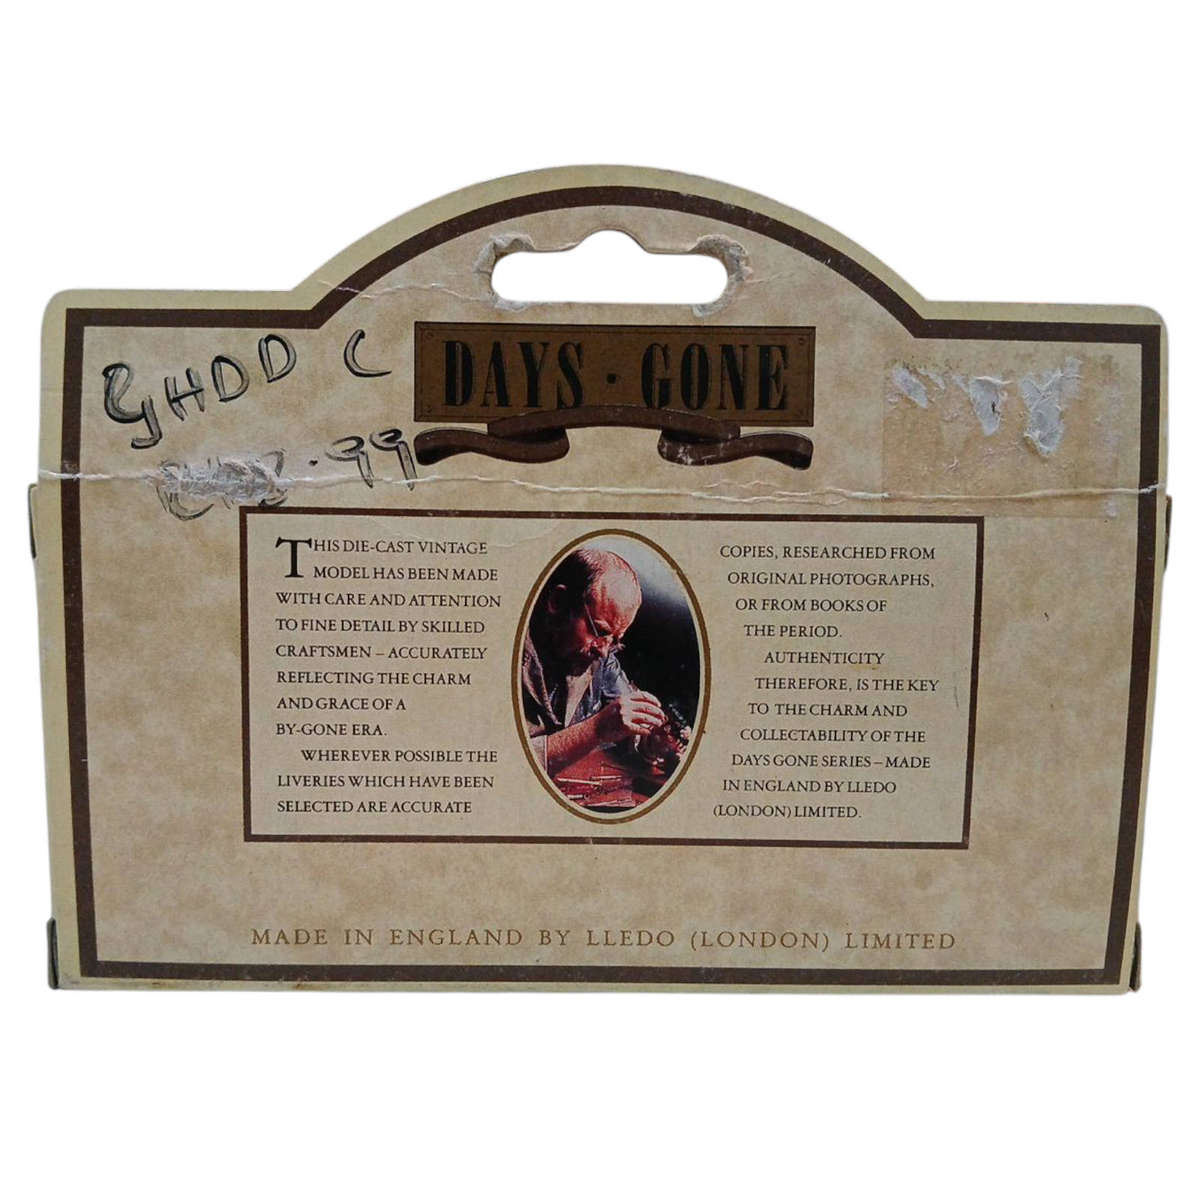 DAYS · GONE
GHDD C
.99
THIS DIE-CAST VINTAGE
MODEL HAS BEEN MADE
WITH CARE AND ATTENTION
TO FINE DETAIL BY SKILLED
CRAFTSMEN – ACCURATELY
REFLECTING THE CHARM
AND GRACE OF A
BY-GONE ERA.
WHEREVER POSSIBLE THE
LIVERIES WHICH HAVE BEEN
SELECTED ARE ACCURATE
COPIES, RESEARCHED FROM
ORIGINAL PHOTOGRAPHS,
OR FROM BOOKS OF
THE PERIOD.
AUTHENTICITY
THEREFORE, IS THE KEY
TO THE CHARM AND
COLLECTABILITY OF THE
DAYS GONE SERIES – MADE
IN ENGLAND BY LLEDO
(LONDON) LIMITED.
MADE IN ENGLAND BY LLEDO (LONDON) LIMITED